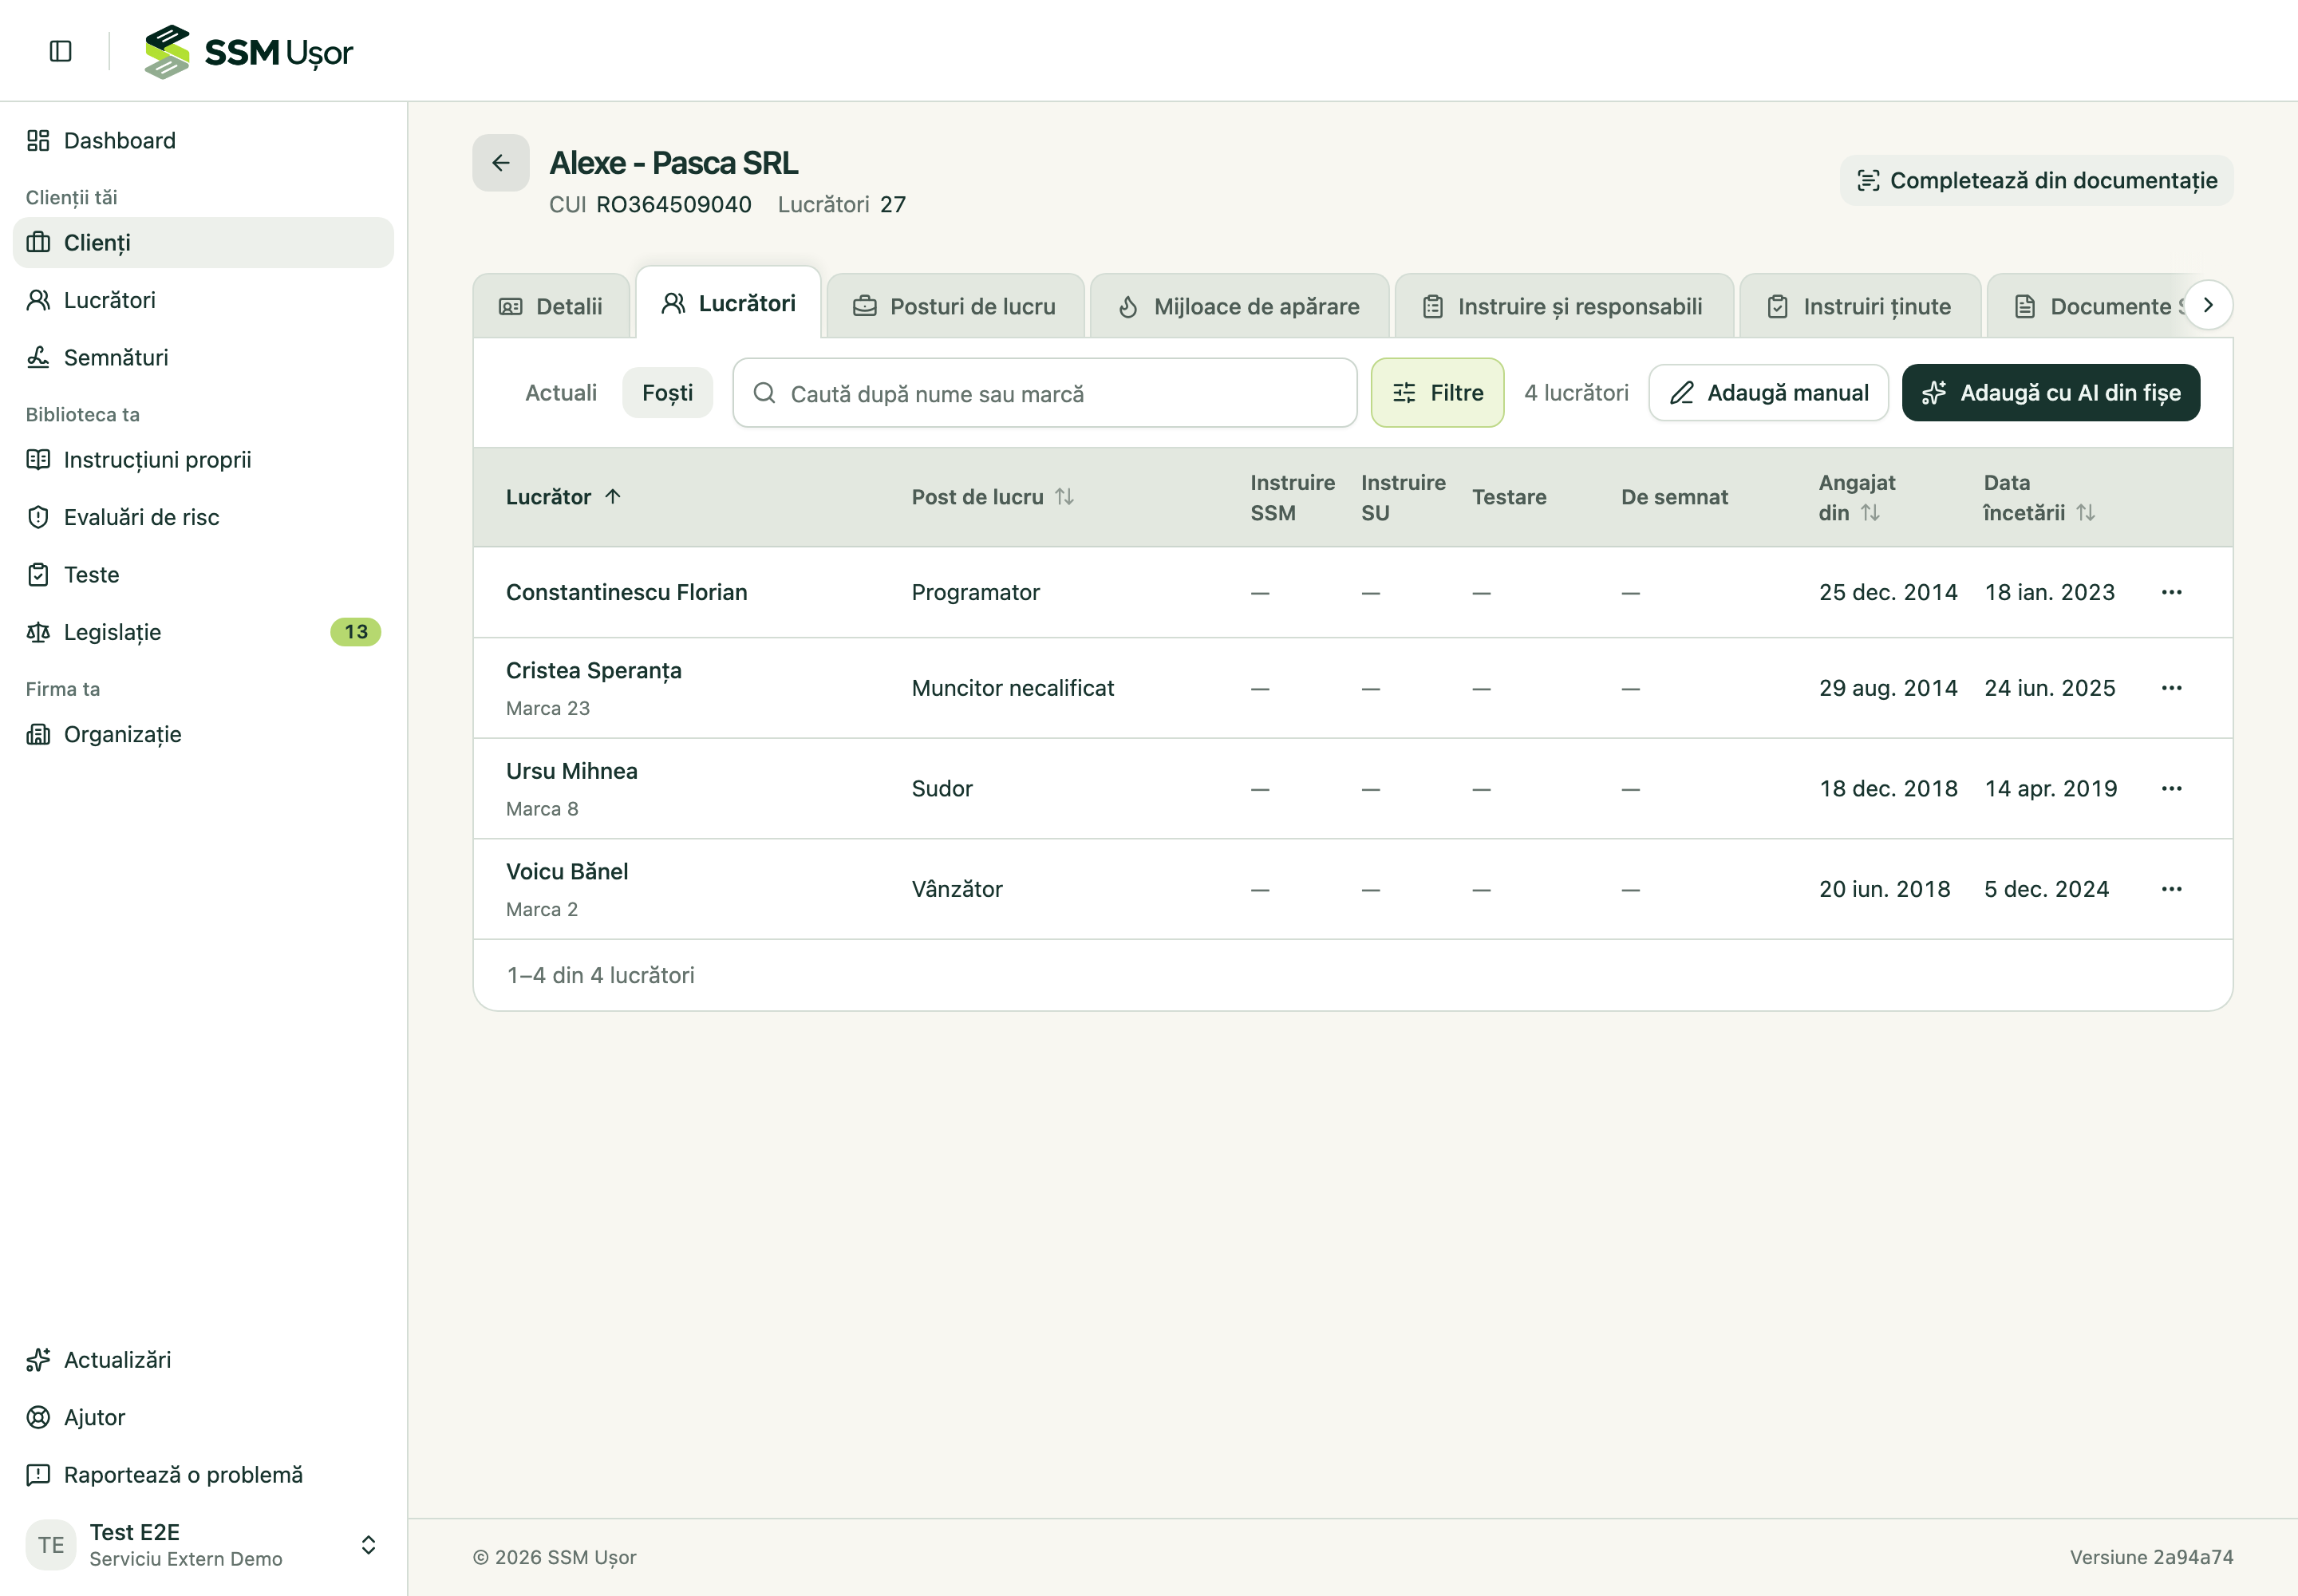 SSM Ușor
Dashboard
Clienții tăi
Clienți
Lucrători
Semnături
Biblioteca ta
Instrucțiuni proprii
Evaluări de risc
Teste
Legislație 13
Firma ta
Organizație
Actualizări
Ajutor
Raportează o problemă
TE
Test E2E
Serviciu Extern Demo
Alexe - Pasca SRL
CUI RO364509040 Lucrători 27
Completează din documentație
Detalii Lucrători Posturi de lucru Mijloace de apărare Instruire și responsabili Instruiri ținute Documente
Actuali Foști Caută după nume sau marcă Filtre 4 lucrători Adaugă manual Adaugă cu AI din fișe
Lucrător Post de lucru Instruire SSM Instruire SU Testare De semnat Angajat din Data încetării
Constantinescu Florian Programator — — — — 25 dec. 2014 18 ian. 2023
Cristea Speranța
Marca 23
Muncitor necalificat — — — — 29 aug. 2014 24 iun. 2025
Ursu Mihnea
Marca 8
Sudor — — — — 18 dec. 2018 14 apr. 2019
Voicu Bănel
Marca 2
Vânzător — — — — 20 iun. 2018 5 dec. 2024
1–4 din 4 lucrători
© 2026 SSM Ușor
Versiune 2a94a74